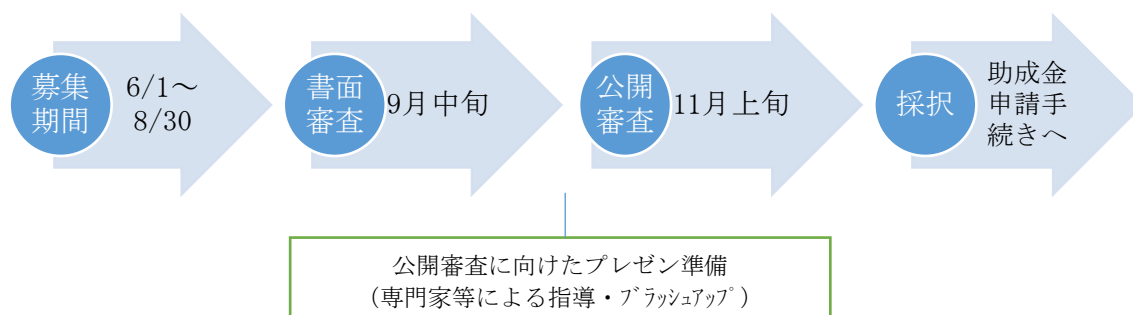 募集
期間
6/1~
8/30
書面
審査
9月中旬
公開
審査
11月上旬
採択
助成金
申請手
続きへ
公開審査に向けたプレゼン準備
(専門家等による指導・ブラッシュアップ)